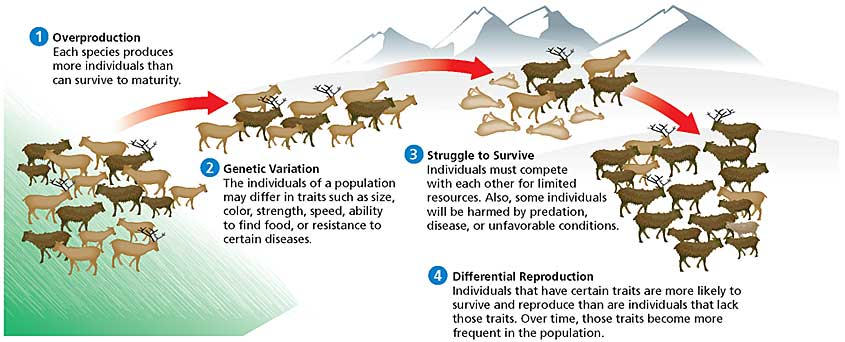 1 Overproduction
Each species produces
more individuals than
can survive to maturity.
2 Genetic Variation
The individuals of a population
may differ in traits such as size,
color, strength, speed, ability
to find food, or resistance to
certain diseases.
3 Struggle to Survive
Individuals must compete
with each other for limited
resources. Also, some individuals
will be harmed by predation,
disease, or unfavorable conditions.
4 Differential Reproduction
Individuals that have certain traits are more likely to
survive and reproduce than are individuals that lack
those traits. Over time, those traits become more
frequent in the population.